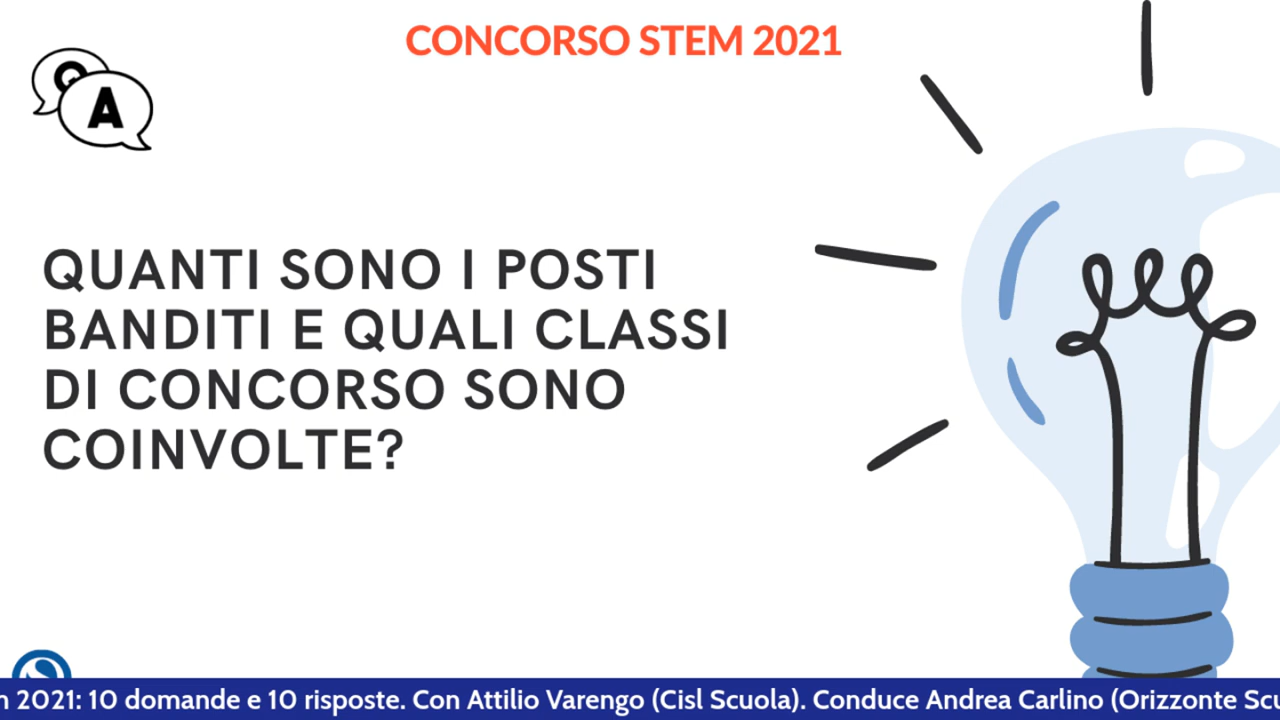 CONCORSO STEM 2021
Q
A
QUANTI SONO I POSTI
BANDITI E QUALI CLASSI
DI CONCORSO SONO
COINVOLTE?
2021: 10 domande e 10 risposte. Con Attilio Varengo (Cisl Scuola). Conduce Andrea Carlino (Orizzonte